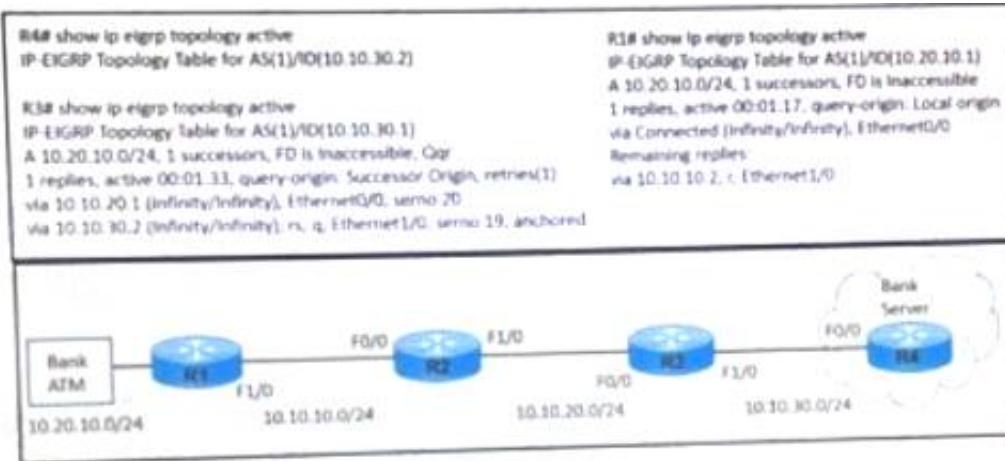 R4# show ip eigrp topology active
IP-EIGRP Topology Table for AS(1)/ID(10.10.30.2)
R3# show ip eigrp topology active
IP-EIGRP Topology Table for AS(1)/ID(10.10.30.1)
A 10.20.10.0/24, 1 successors, FD is Inaccessible, Qqr
1 replies, active 00:01:33, query-origin: Successor Origin, retries(1)
via 10.10.20.1 (Infinity/Infinity), Ethernet0/0, serno 20
via 10.10.30.2 (Infinity/Infinity), rs, q, Ethernet1/0, serno 19, anchored
R1# show ip eigrp topology active
IP-EIGRP Topology Table for AS(1)/ID(10.20.10.1)
A 10.20.10.0/24, 1 successors, FD is Inaccessible
1 replies, active 00:01:17, query-origin: Local origin
via Connected (Infinity/Infinity), Ethernet0/0
Remaining replies:
via 10.10.10.2, r, Ethernet1/0
Bank
Server
F0/0
F1/0
F0/0
Bank
ATM
R1
R2
R3
R4
F1/0
F0/0
F1/0
10.20.10.0/24
10.10.10.0/24
10.10.20.0/24
10.10.30.0/24